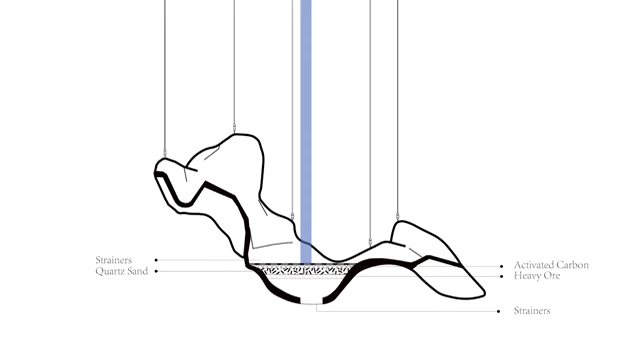 Strainers
Quartz Sand
Activated Carbon
Heavy Ore
Strainers